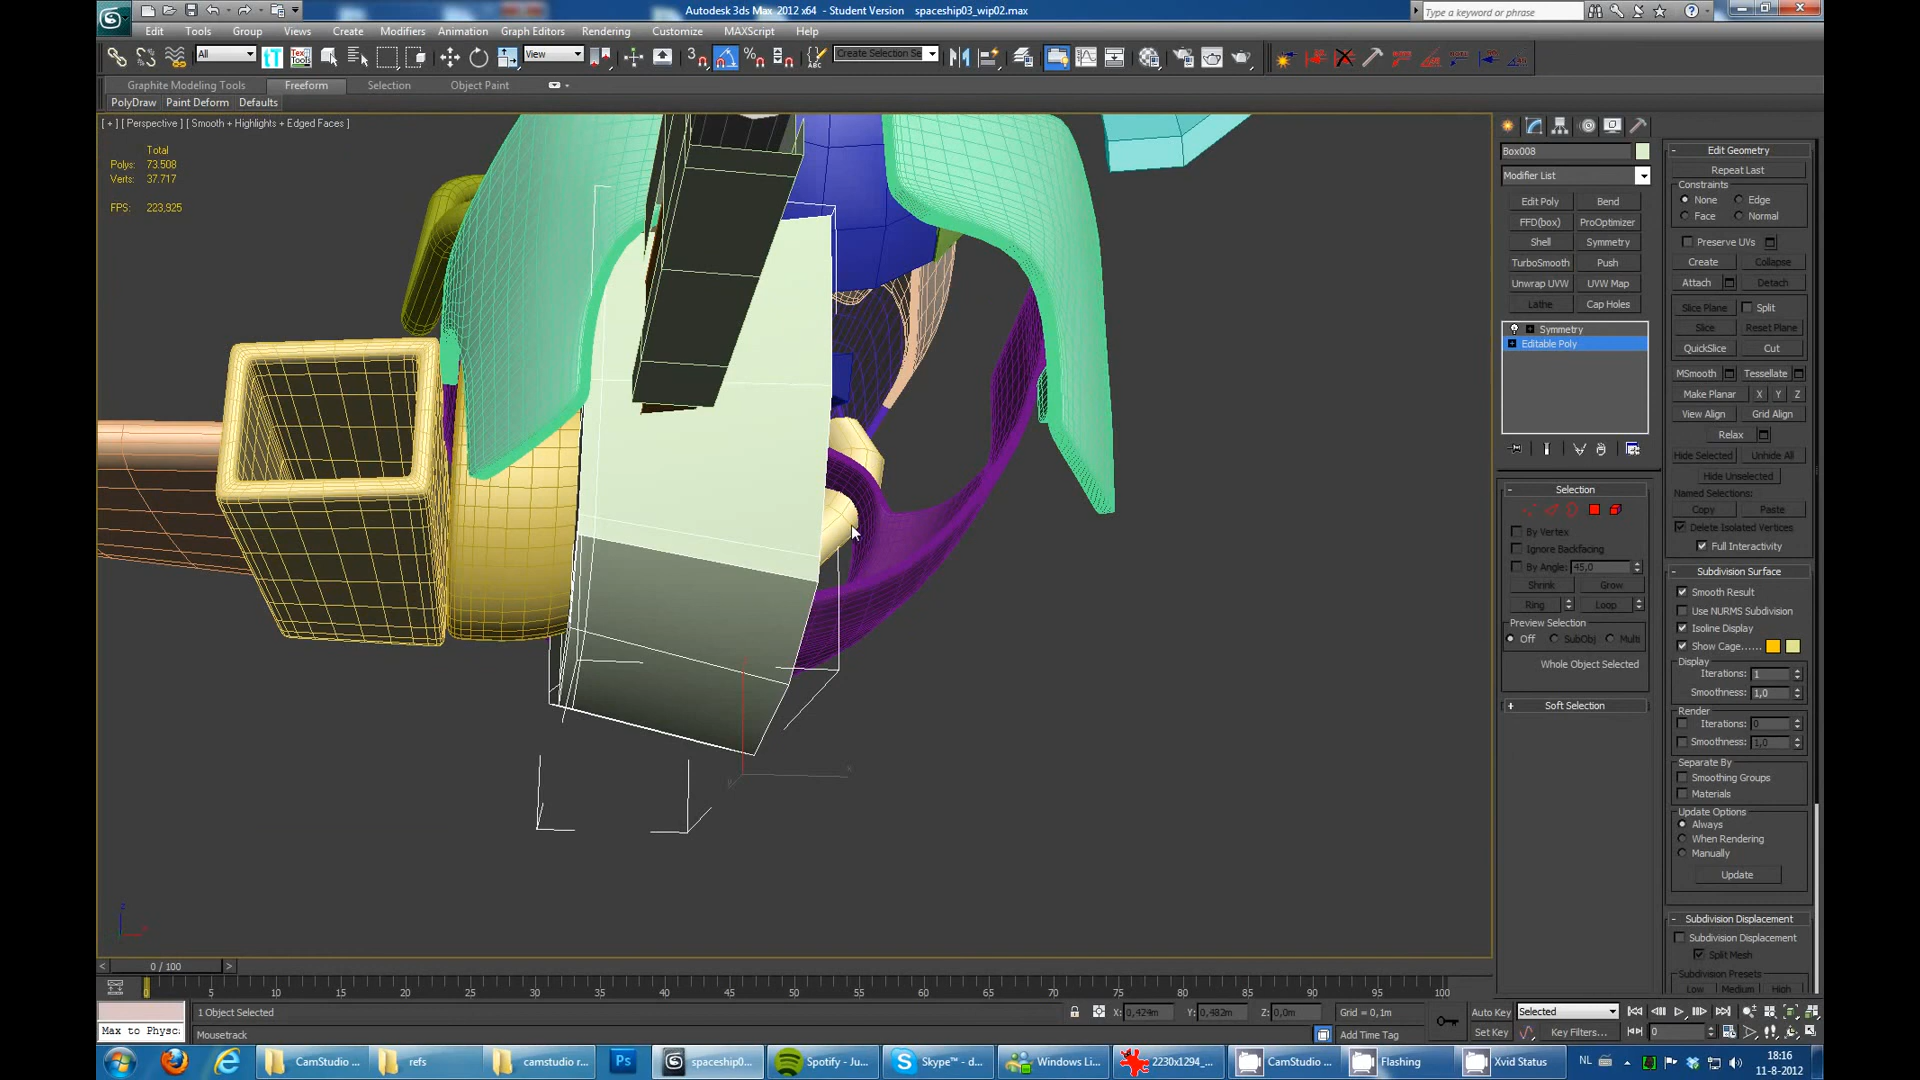 Autodesk 3ds Max 2012 x64 - Student Version spaceship03_wip02.max
Type a keyword or phrase
Edit Tools Group Views Create Modifiers Animation Graph Editors Rendering Customize MAXScript Help
All View Create Selection Se
Graphite Modeling Tools Freeform Selection Object Paint
PolyDraw Paint Deform Defaults
[ + ] [ Perspective ] [ Smooth + Highlights + Edged Faces ]
Total
Polys: 73.508
Verts: 37.717
FPS: 223,925
Box008
Modifier List
Edit Poly Bend
FFD(box) ProOptimizer
Shell Symmetry
TurboSmooth Push
Unwrap UVW UVW Map
Lathe Cap Holes
Symmetry
Editable Poly
Selection
By Vertex
Ignore Backfacing
By Angle: 45,0
Shrink Grow
Ring Loop
Preview Selection
Off SubObj Multi
Whole Object Selected
Soft Selection
Edit Geometry
Repeat Last
Constraints
None Edge
Face Normal
Preserve UVs
Create Collapse
Attach Detach
Slice Plane Split
Slice Reset Plane
QuickSlice Cut
MSmooth Tessellate
Make Planar X Y Z
View Align Grid Align
Relax
Hide Selected Unhide All
Hide Unselected
Named Selections:
Copy Paste
Delete Isolated Vertices
Full Interactivity
Subdivision Surface
Smooth Result
Use NURMS Subdivision
Isoline Display
Show Cage......
Display
Iterations: 1
Smoothness: 1,0
Render
Iterations: 0
Smoothness: 1,0
Separate By
Smoothing Groups
Materials
Update Options
Always
When Rendering
Manually
Update
Subdivision Displacement
Subdivision Displacement
Split Mesh
Subdivision Presets
Low Medium High
0 / 100
0 5 10 15 20 25 30 35 40 45 50 55 60 65 70 75 80 85 90 95 100
1 Object Selected X: 0,424m Y: 0,482m Z: 0,0m Grid = 0,1m Auto Key Selected
Max to Physc: Mousetrack Add Time Tag Set Key Key Filters... 0
CamStudio ... refs camstudio r... Ps spaceship0... Spotify - Ju... Skype™ - d... Windows Li... 2230x1294_... CamStudio ... Flashing Xvid Status NL 18:16
11-8-2012